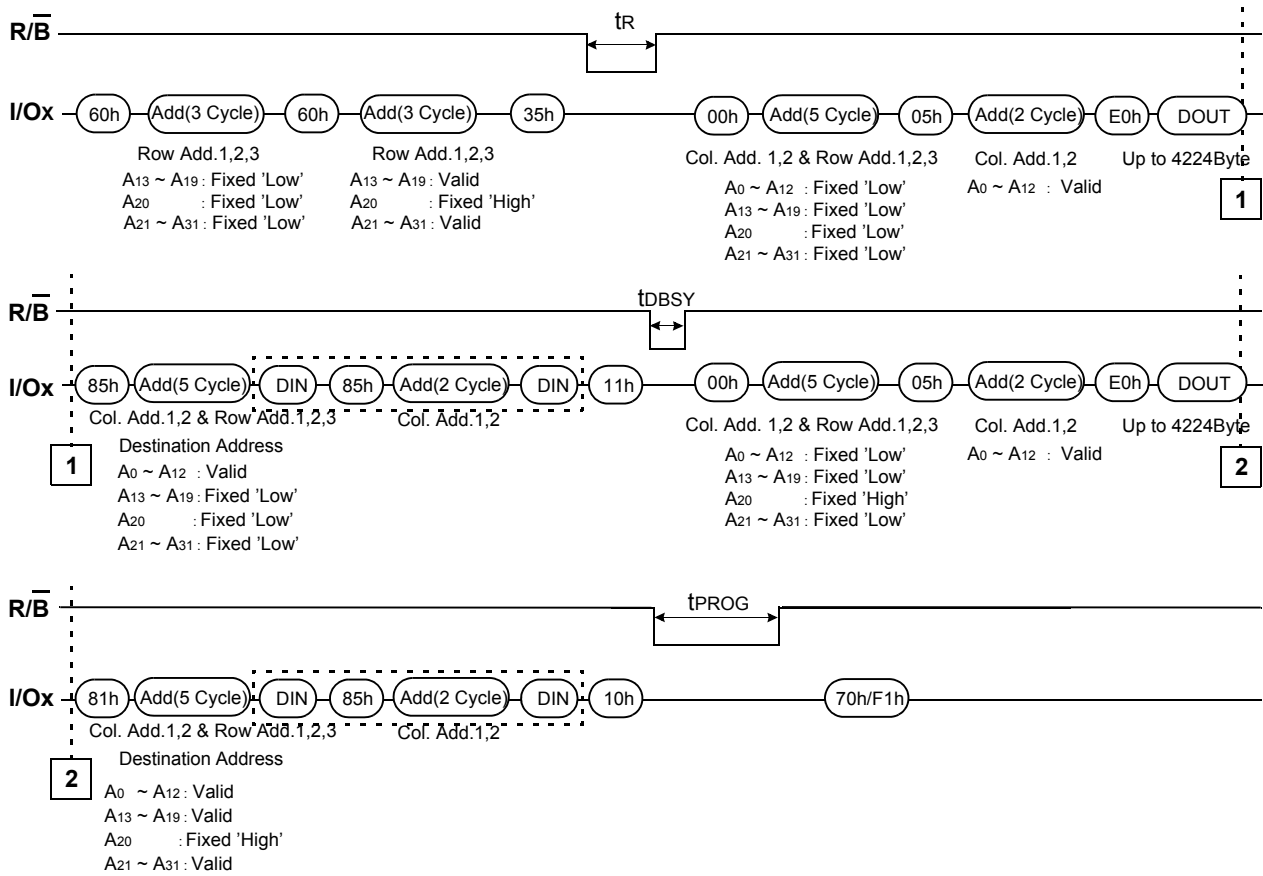 tR
R/B
I/Ox 60h Add(3 Cycle) 60h Add(3 Cycle) 35h 00h Add(5 Cycle) 05h Add(2 Cycle) E0h DOUT
Row Add.1,2,3 Row Add.1,2,3 Col. Add. 1,2 & Row Add.1,2,3 Col. Add.1,2 Up to 4224Byte
A13 ~ A19 : Fixed 'Low' A13 ~ A19 : Valid A0 ~ A12 : Fixed 'Low' A0 ~ A12 : Valid
A20 : Fixed 'Low' A20 : Fixed 'High' A13 ~ A19 : Fixed 'Low'
A21 ~ A31 : Fixed 'Low' A21 ~ A31 : Valid A20 : Fixed 'Low'
A21 ~ A31 : Fixed 'Low'
1
tDBSY
R/B
I/Ox 85h Add(5 Cycle) DIN 85h Add(2 Cycle) DIN 11h 00h Add(5 Cycle) 05h Add(2 Cycle) E0h DOUT
Col. Add.1,2 & Row Add.1,2,3 Col. Add.1,2 Col. Add. 1,2 & Row Add.1,2,3 Col. Add.1,2 Up to 4224Byte
1
Destination Address
A0 ~ A12 : Valid A0 ~ A12 : Fixed 'Low' A0 ~ A12 : Valid
A13 ~ A19 : Fixed 'Low' A13 ~ A19 : Fixed 'Low'
A20 : Fixed 'Low' A20 : Fixed 'High'
A21 ~ A31 : Fixed 'Low' A21 ~ A31 : Fixed 'Low'
2
R/B
tPROG
I/Ox 81h Add(5 Cycle) DIN 85h Add(2 Cycle) DIN 10h 70h/F1h
Col. Add.1,2 & Row Add.1,2,3 Col. Add.1,2
Destination Address
2
A0 ~ A12 : Valid
A13 ~ A19 : Valid
A20 : Fixed 'High'
A21 ~ A31 : Valid